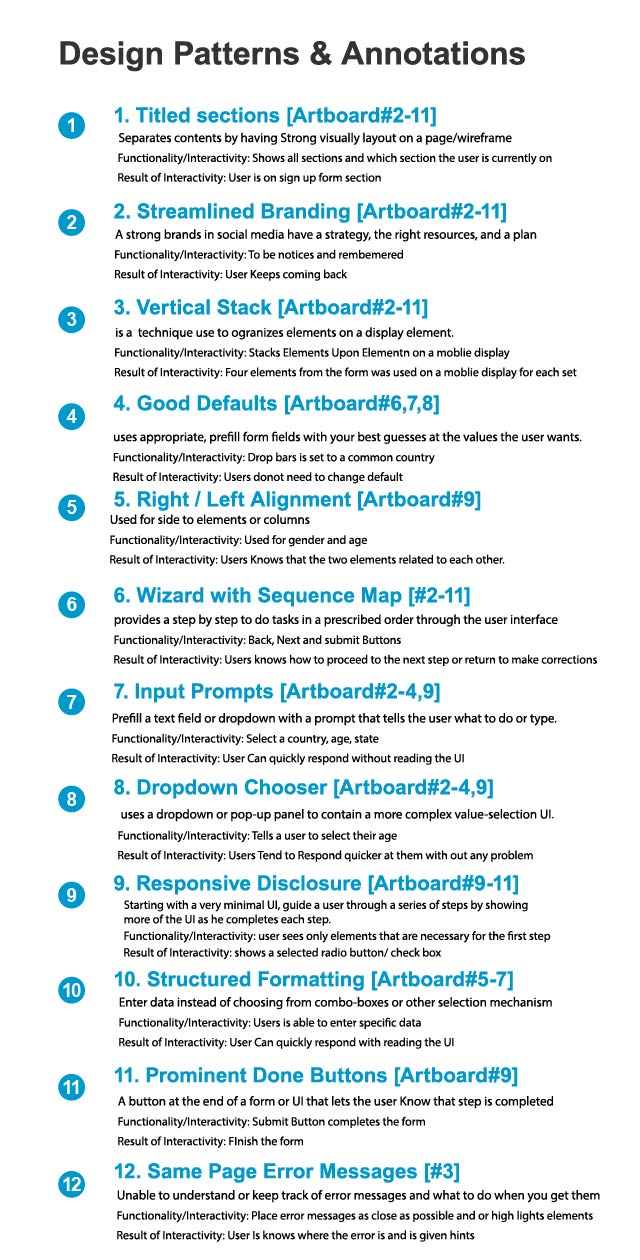 Design Patterns & Annotations
1
1. Titled sections [Artboard#2-11]
Separates contents by having Strong visually layout on a page/wireframe
Functionality/Interactivity: Shows all sections and which section the user is currently on
Result of Interactivity: User is on sign up form section
2
2. Streamlined Branding [Artboard#2-11]
A strong brands in social media have a strategy, the right resources, and a plan
Functionality/Interactivity: To be notices and rembemered
Result of Interactivity: User Keeps coming back
3
3. Vertical Stack [Artboard#2-11]
is a technique use to ogranizes elements on a display element.
Functionality/Interactivity: Stacks Elements Upon Elementn on a moblie display
Result of Interactivity: Four elements from the form was used on a moblie display for each set
4
4. Good Defaults [Artboard#6,7,8]
uses appropriate, prefill form fields with your best guesses at the values the user wants.
Functionality/Interactivity: Drop bars is set to a common country
Result of Interactivity: Users donot need to change default
5
5. Right / Left Alignment [Artboard#9]
Used for side to elements or columns
Functionality/Interactivity: Used for gender and age
Result of Interactivity: Users Knows that the two elements related to each other.
6
6. Wizard with Sequence Map [#2-11]
provides a step by step to do tasks in a prescribed order through the user interface
Functionality/Interactivity: Back, Next and submit Buttons
Result of Interactivity: Users knows how to proceed to the next step or return to make corrections
7
7. Input Prompts [Artboard#2-4,9]
Prefill a text field or dropdown with a prompt that tells the user what to do or type.
Functionality/Interactivity: Select a country, age, state
Result of Interactivity: User Can quickly respond without reading the UI
8
8. Dropdown Chooser [Artboard#2-4,9]
uses a dropdown or pop-up panel to contain a more complex value-selection UI.
Functionality/Interactivity: Tells a user to select their age
Result of Interactivity: Users Tend to Respond quicker at them with out any problem
9
9. Responsive Disclosure [Artboard#9-11]
Starting with a very minimal UI, guide a user through a series of steps by showing
more of the UI as he completes each step.
Functionality/Interactivity: user sees only elements that are necessary for the first step
Result of Interactivity: shows a selected radio button/ check box
10
10. Structured Formatting [Artboard#5-7]
Enter data instead of choosing from combo-boxes or other selection mechanism
Functionality/Interactivity: Users is able to enter specific data
Result of Interactivity: User Can quickly respond with reading the UI
11
11. Prominent Done Buttons [Artboard#9]
A button at the end of a form or UI that lets the user Know that step is completed
Functionality/Interactivity: Submit Button completes the form
Result of Interactivity: FInish the form
12
12. Same Page Error Messages [#3]
Unable to understand or keep track of error messages and what to do when you get them
Functionality/Interactivity: Place error messages as close as possible and or high lights elements
Result of Interactivity: User Is knows where the error is and is given hints